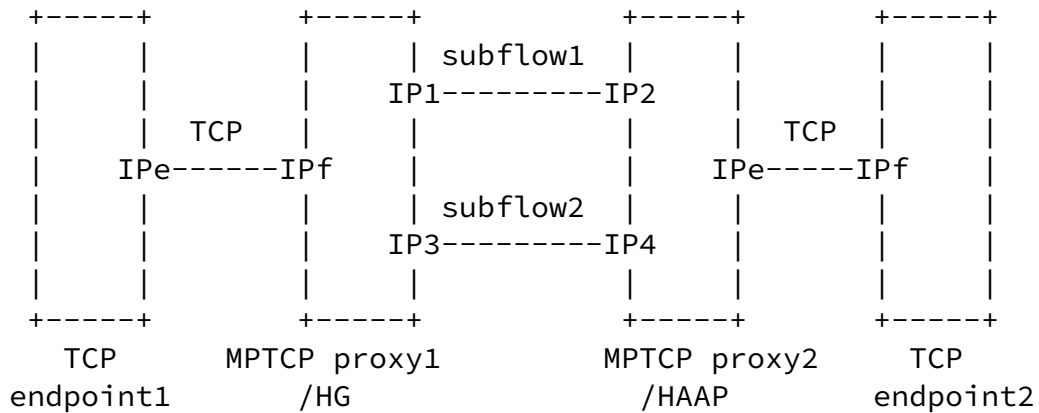 subflow1
IP1---------IP2
TCP TCP
IPe------IPf IPe-----IPf
subflow2
IP3---------IP4
TCP MPTCP proxy1 MPTCP proxy2 TCP
endpoint1 /HG /HAAP endpoint2